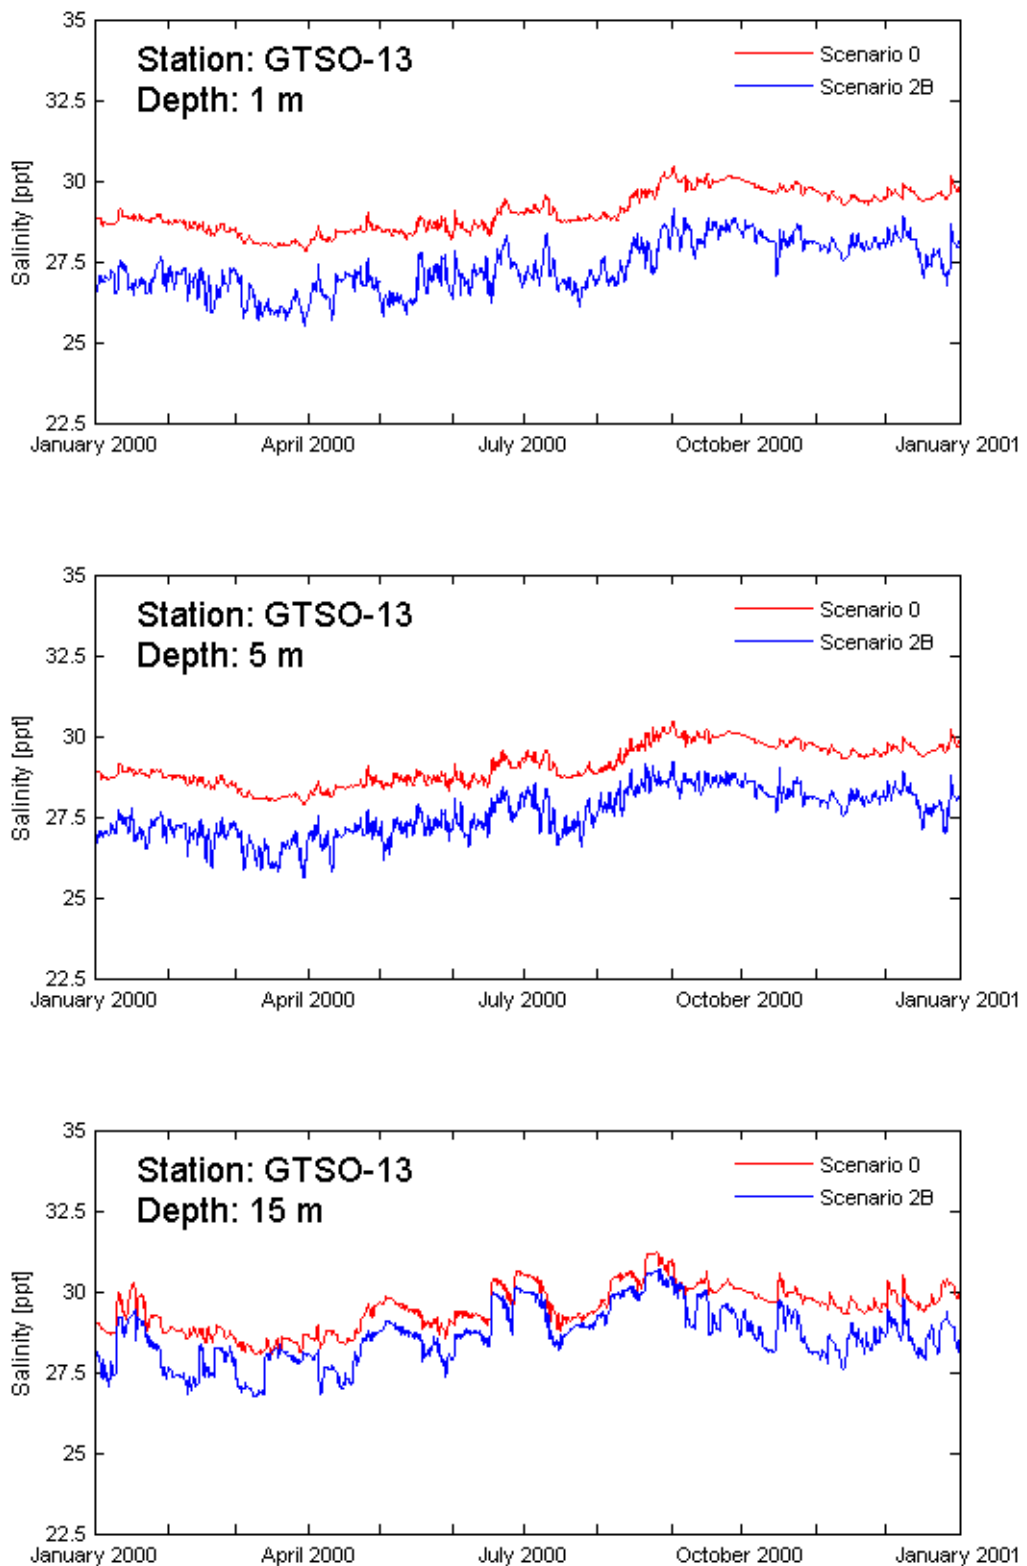 Station: GTSO-13
Depth: 1 m
Scenario 0
Scenario 2B
Salinity [ppt]
35
32.5
30
27.5
25
22.5
January 2000 April 2000 July 2000 October 2000 January 2001
Station: GTSO-13
Depth: 5 m
Scenario 0
Scenario 2B
Salinity [ppt]
35
32.5
30
27.5
25
22.5
January 2000 April 2000 July 2000 October 2000 January 2001
Station: GTSO-13
Depth: 15 m
Scenario 0
Scenario 2B
Salinity [ppt]
35
32.5
30
27.5
25
22.5
January 2000 April 2000 July 2000 October 2000 January 2001